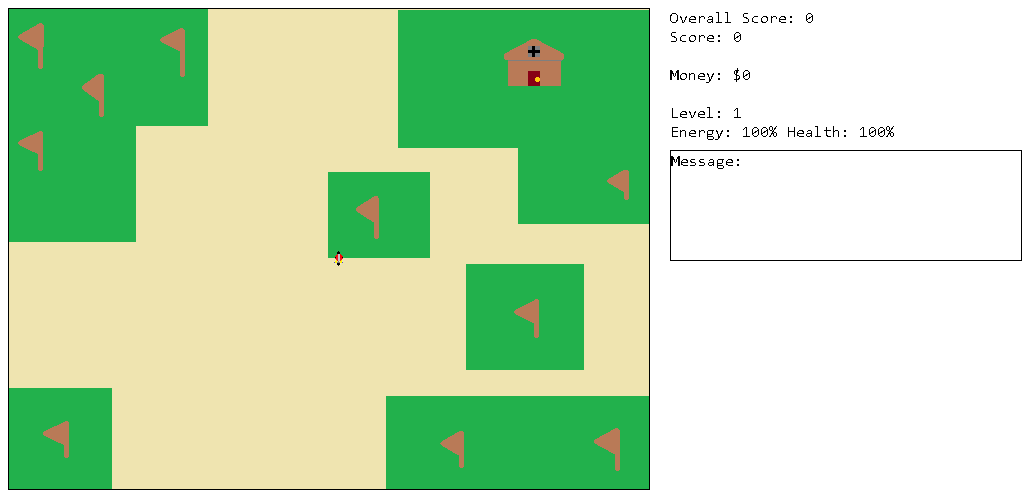 Overall Score: 0
Score: 0
Money: $0
Level: 1
Energy: 100% Health: 100%
Message: